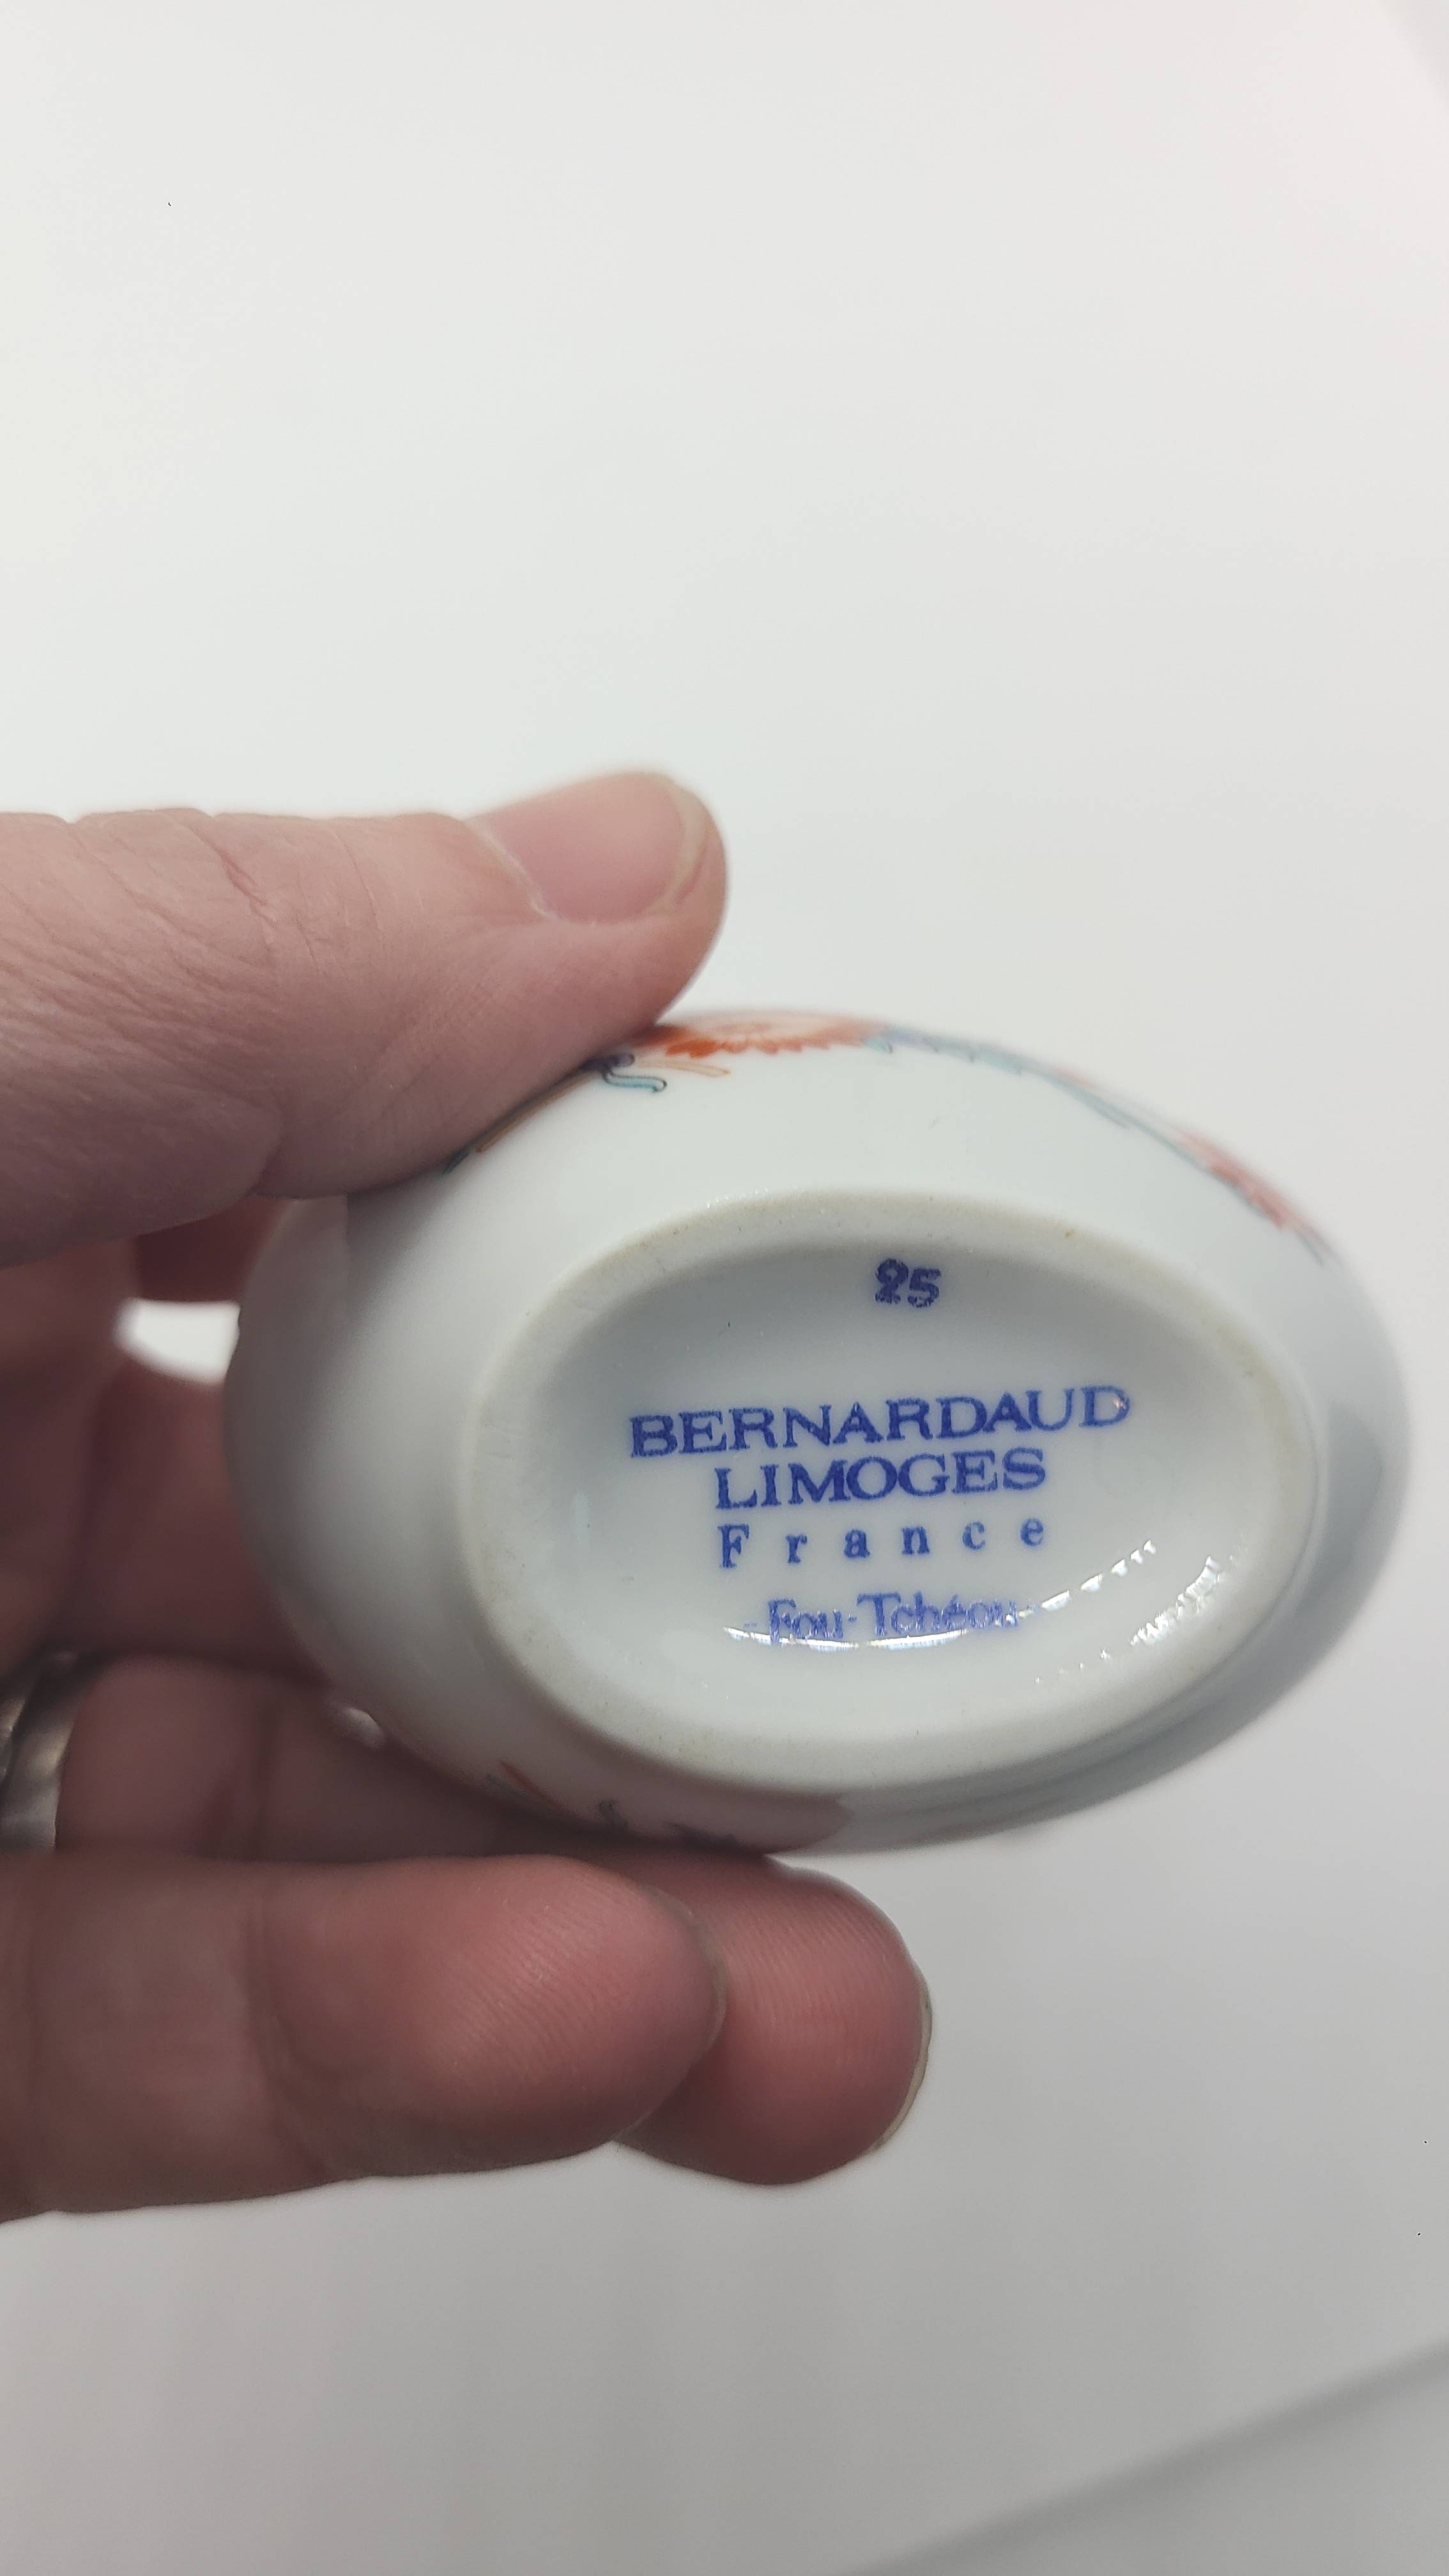 25
BERNARDAUD
LIMOGES
France
-Fou-Tchéou-